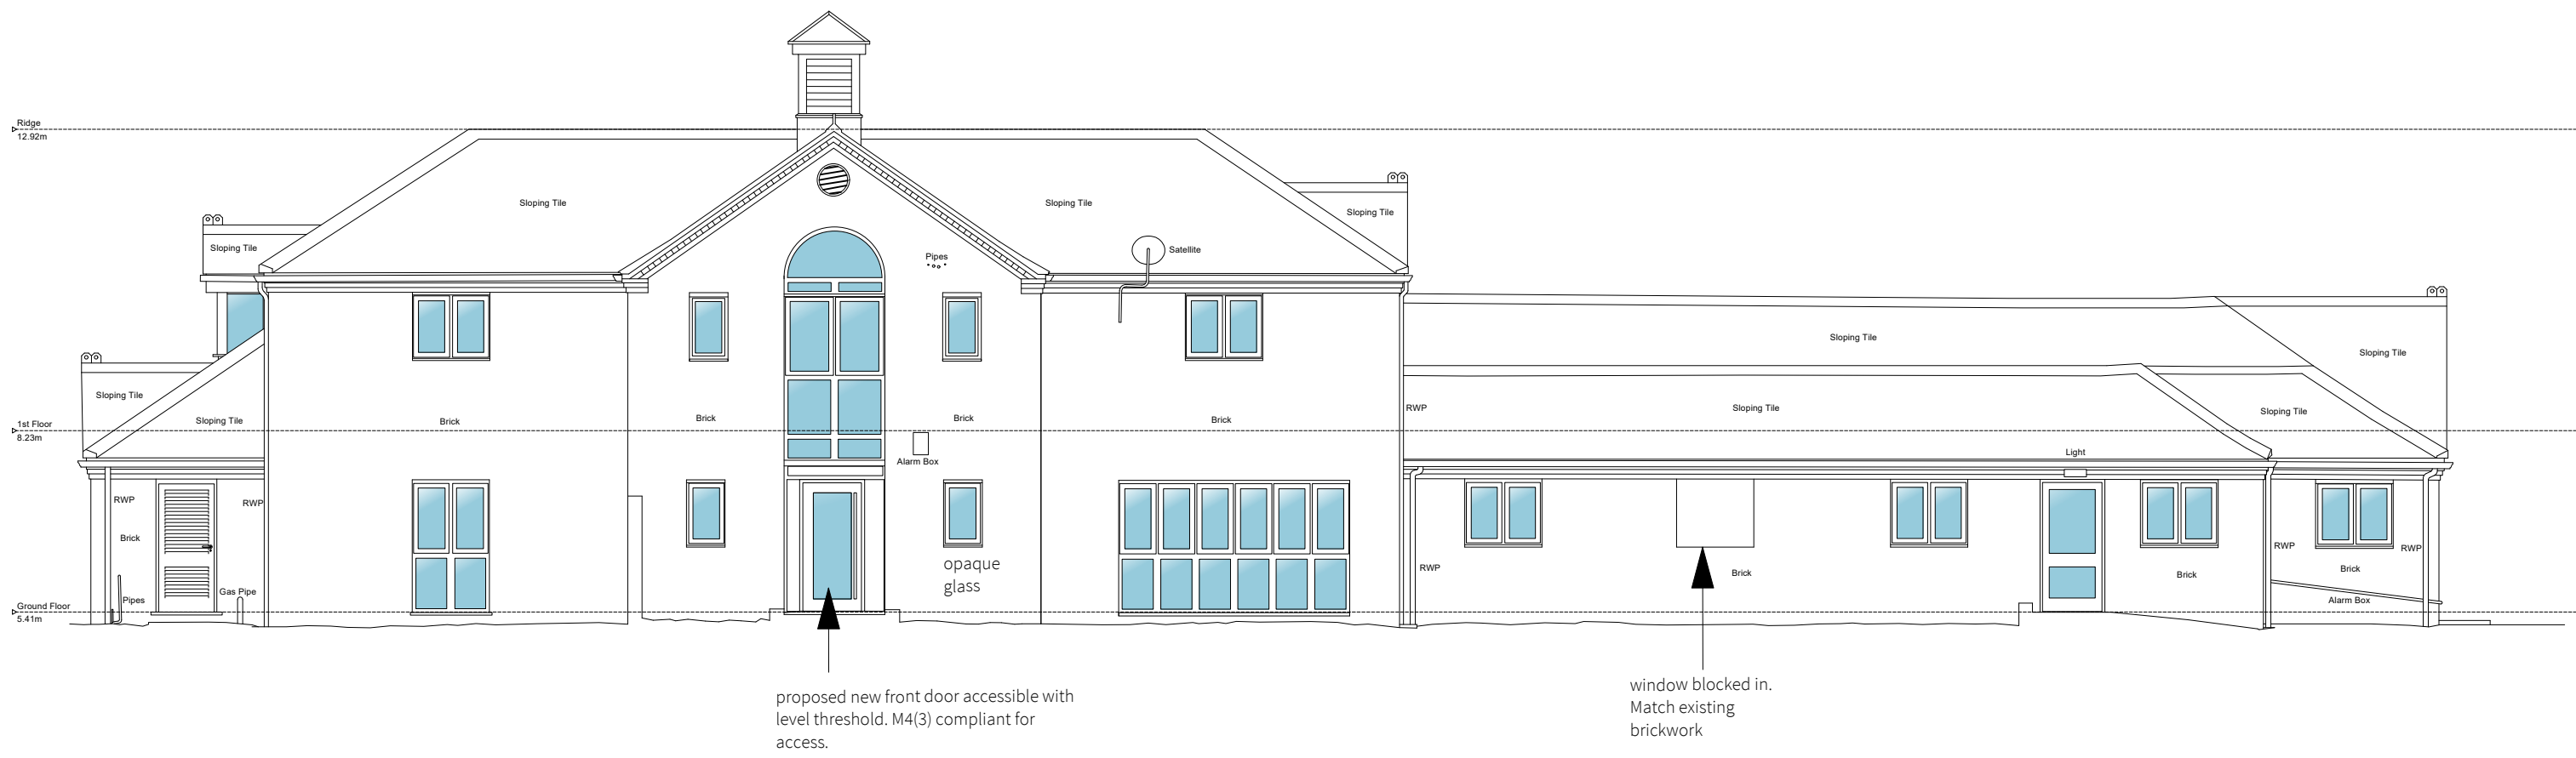 Ridge
12.92m
Sloping Tile
Sloping Tile
Sloping Tile
Sloping Tile
Satellite
Pipes
Sloping Tile
Sloping Tile
Sloping Tile
Sloping Tile
Sloping Tile
Sloping Tile
1st Floor
8.23m
Brick
Brick
Brick
Brick
RWP
Alarm Box
Light
RWP
RWP
Brick
opaque
glass
RWP
Brick
Brick
RWP
RWP
Brick
Pipes
Gas Pipe
Alarm Box
Ground Floor
5.41m
proposed new front door accessible with
level threshold. M4(3) compliant for
access.
window blocked in.
Match existing
brickwork